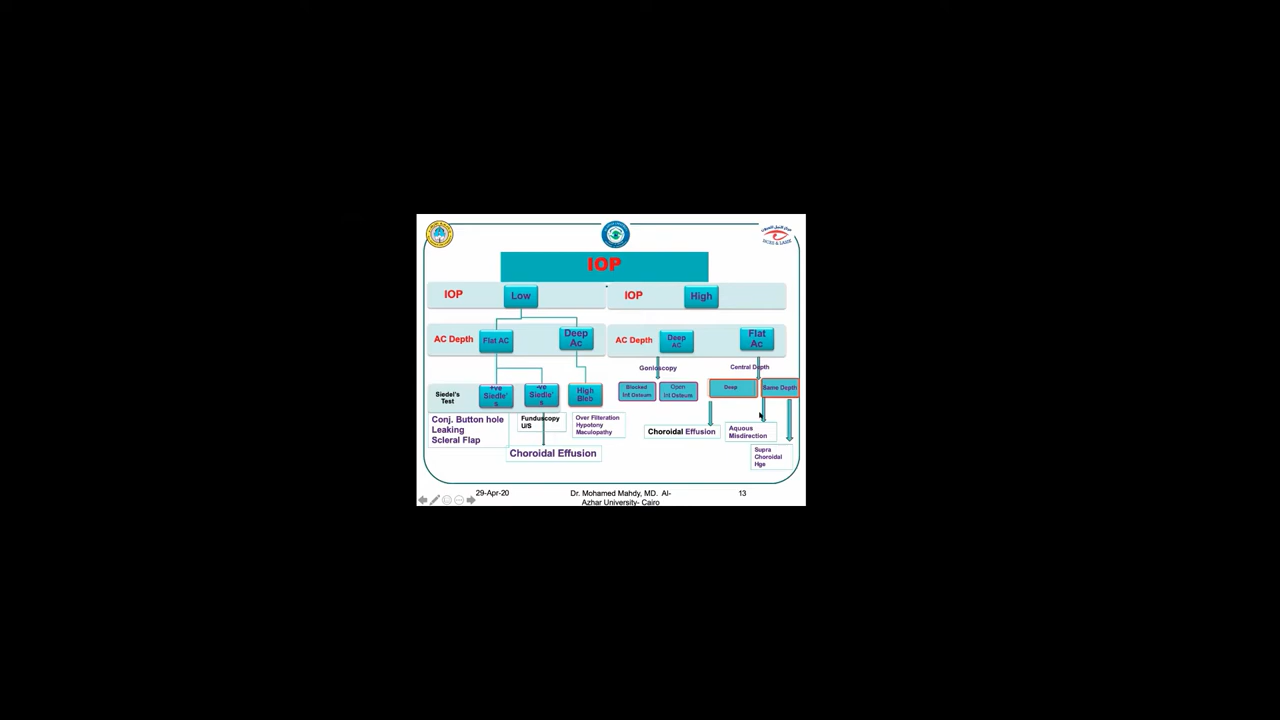 IOP
IOP
Low
IOP
High
AC Depth
Flat AC
Deep
Ac
AC Depth
Deep
AC
Flat
Ac
Gonioscopy
Central Depth
Siedel's
Test
+ve
Siedle'
s
-ve
Siedle'
s
High
Bleb
Blocked
Int Osteum
Open
Int Osteum
Deep
Same Depth
Conj. Button hole
Leaking
Scleral Flap
Funduscopy
U/S
Over Filteration
Hypotony
Maculopathy
Choroidal Effusion
Choroidal Effusion
Aqueous
Misdirection
Supra
Choroidal
Hge
29-Apr-20
Dr. Mohamed Mahdy, MD. Al-
Azhar University- Cairo
13